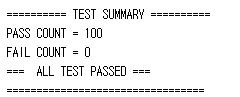 ========== TEST SUMMARY ==========
PASS COUNT = 100
FAIL COUNT = 0
===  ALL TEST PASSED ===
=================================